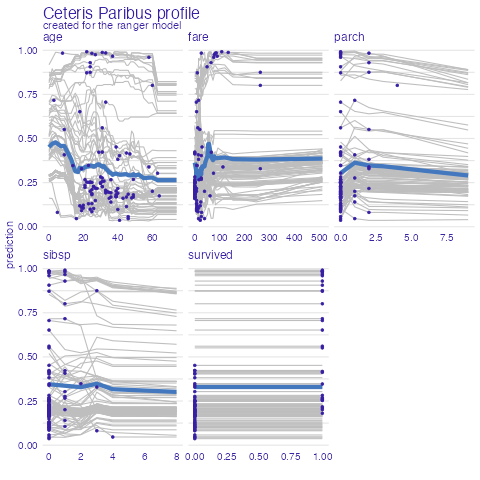 Ceteris Paribus profile
created for the ranger model
age fare parch
1.00
0.75
0.50
0.25
0.00
0 20 40 60 0 100 200 300 400 500 0.0 2.5 5.0 7.5
prediction
sibsp survived
1.00
0.75
0.50
0.25
0.00
0 2 4 6 8 0.00 0.25 0.50 0.75 1.00